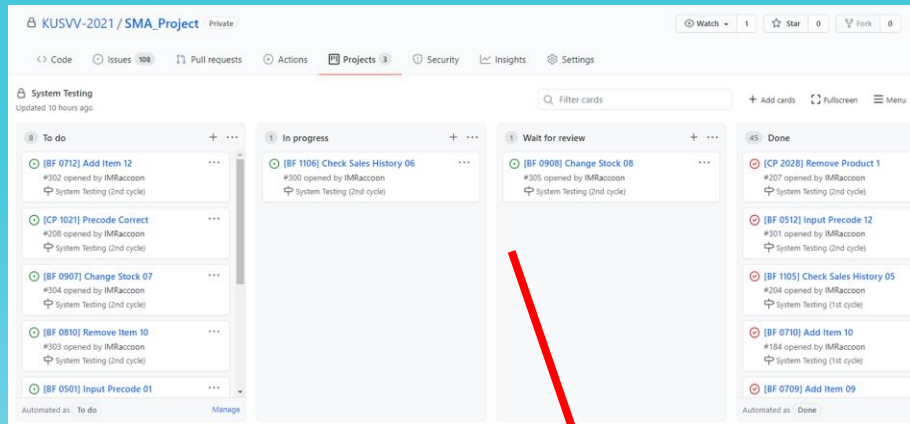 KUSVV-2021 / SMA_Project Private
Watch 1 Star 0 Fork 0
Code Issues 108 Pull requests Actions Projects 3 Security Insights Settings
System Testing
Updated 10 hours ago
Filter cards
+ Add cards Fullscreen Menu
8 To do + ...
[BF 0712] Add Item 12 ...
#302 opened by IMRaccoon
System Testing (2nd cycle)
[CP 1021] Precode Correct ...
#208 opened by IMRaccoon
System Testing (2nd cycle)
[BF 0907] Change Stock 07 ...
#304 opened by IMRaccoon
System Testing (2nd cycle)
[BF 0810] Remove Item 10 ...
#303 opened by IMRaccoon
System Testing (2nd cycle)
[BF 0501] Input Precode 01 ...
Automated as To do Manage
1 In progress + ...
[BF 1106] Check Sales History 06 ...
#300 opened by IMRaccoon
System Testing (2nd cycle)
1 Wait for review + ...
[BF 0908] Change Stock 08 ...
#305 opened by IMRaccoon
System Testing (2nd cycle)
45 Done
[CP 2028] Remove Product 1
#207 opened by IMRaccoon
System Testing (2nd cycle)
[BF 0512] Input Precode 12
#301 opened by IMRaccoon
System Testing (2nd cycle)
[BF 1105] Check Sales History 05
#204 opened by IMRaccoon
System Testing (1st cycle)
[BF 0710] Add Item 10
#184 opened by IMRaccoon
System Testing (1st cycle)
[BF 0709] Add Item 09
Automated as Done